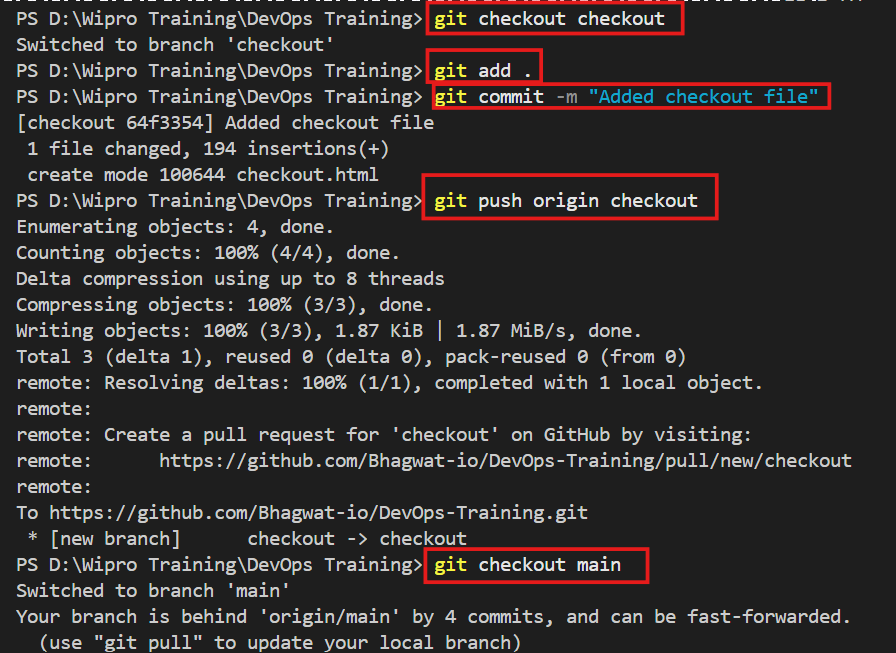 PS D:\Wipro Training\DevOps Training> git checkout checkout
Switched to branch 'checkout'
PS D:\Wipro Training\DevOps Training> git add .
PS D:\Wipro Training\DevOps Training> git commit -m "Added checkout file"
[checkout 64f3354] Added checkout file
 1 file changed, 194 insertions(+)
 create mode 100644 checkout.html
PS D:\Wipro Training\DevOps Training> git push origin checkout
Enumerating objects: 4, done.
Counting objects: 100% (4/4), done.
Delta compression using up to 8 threads
Compressing objects: 100% (3/3), done.
Writing objects: 100% (3/3), 1.87 KiB | 1.87 MiB/s, done.
Total 3 (delta 1), reused 0 (delta 0), pack-reused 0 (from 0)
remote: Resolving deltas: 100% (1/1), completed with 1 local object.
remote:
remote: Create a pull request for 'checkout' on GitHub by visiting:
remote:      https://github.com/Bhagwat-io/DevOps-Training/pull/new/checkout
remote:
To https://github.com/Bhagwat-io/DevOps-Training.git
 * [new branch]      checkout -> checkout
PS D:\Wipro Training\DevOps Training> git checkout main
Switched to branch 'main'
Your branch is behind 'origin/main' by 4 commits, and can be fast-forwarded.
  (use "git pull" to update your local branch)